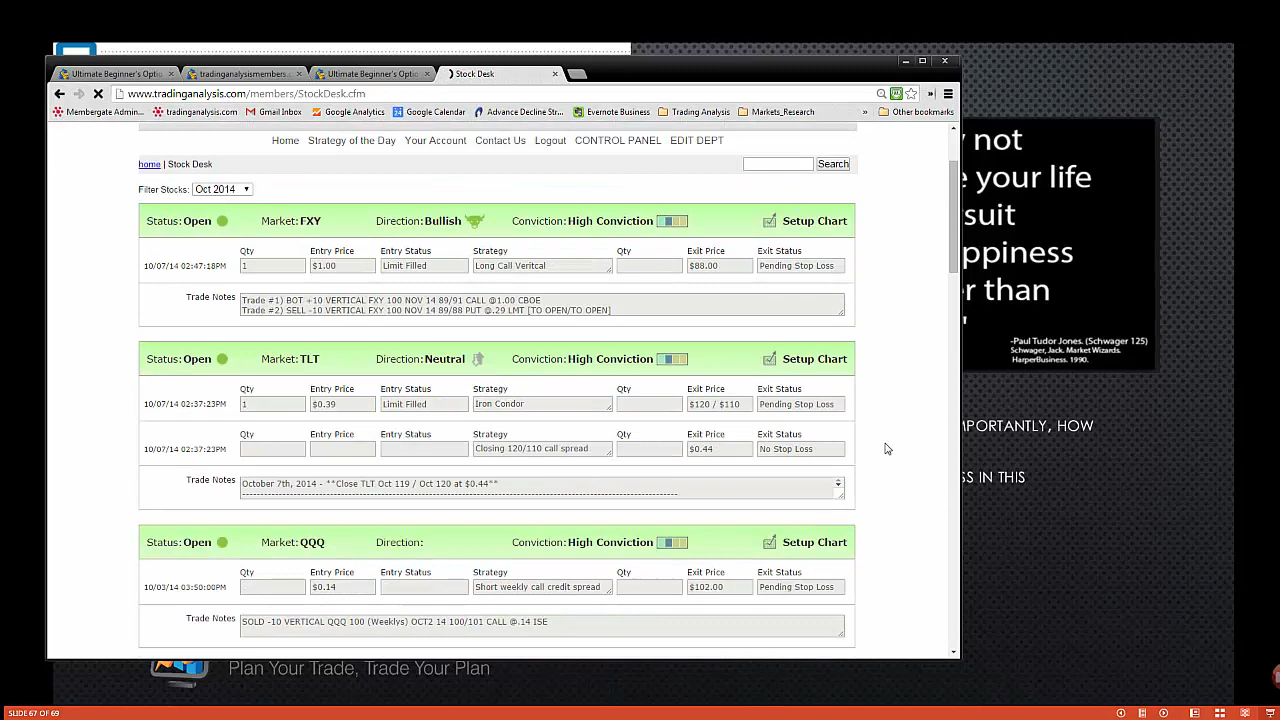 Ultimate Beginner's Optio
tradinganalysismembers.c
Ultimate Beginner's Optio
Stock Desk
www.tradinganalysis.com/members/StockDesk.cfm
Membergate Admin...
tradinganalysis.com
Gmail Inbox
Google Analytics
Google Calendar
Advance Decline Str...
Evernote Business
Trading Analysis
Markets_Research
Other bookmarks
Home Strategy of the Day Your Account Contact Us Logout CONTROL PANEL EDIT DEPT
home | Stock Desk
Search
Filter Stocks: Oct 2014
Status: Open Market: FXY Direction: Bullish Conviction: High Conviction Setup Chart
Qty Entry Price Entry Status Strategy Qty Exit Price Exit Status
10/07/14 02:47:18PM 1 $1.00 Limit Filled Long Call Veritcal $88.00 Pending Stop Loss
Trade Notes
Trade #1) BOT +10 VERTICAL FXY 100 NOV 14 89/91 CALL @1.00 CBOE
Trade #2) SELL -10 VERTICAL FXY 100 NOV 14 89/88 PUT @.29 LMT [TO OPEN/TO OPEN]
Status: Open Market: TLT Direction: Neutral Conviction: High Conviction Setup Chart
Qty Entry Price Entry Status Strategy Qty Exit Price Exit Status
10/07/14 02:37:23PM 1 $0.39 Limit Filled Iron Condor $120 / $110 Pending Stop Loss
Qty Entry Price Entry Status Strategy Qty Exit Price Exit Status
10/07/14 02:37:23PM Closing 120/110 call spread $0.44 No Stop Loss
Trade Notes
October 7th, 2014 - **Close TLT Oct 119 / Oct 120 at $0.44**
Status: Open Market: QQQ Direction: Conviction: High Conviction Setup Chart
Qty Entry Price Entry Status Strategy Qty Exit Price Exit Status
10/03/14 03:50:00PM $0.14 Short weekly call credit spread $102.00 Pending Stop Loss
Trade Notes
SOLD -10 VERTICAL QQQ 100 (Weeklys) OCT2 14 100/101 CALL @.14 ISE
not
e your life
suit
ppiness
r than
-Paul Tudor Jones. (Schwager 125)
Schwager, Jack. Market Wizards.
HarperBusiness. 1990.
MPORTANTLY, HOW
SS IN THIS
Plan Your Trade, Trade Your Plan
SLIDE 67 OF 69